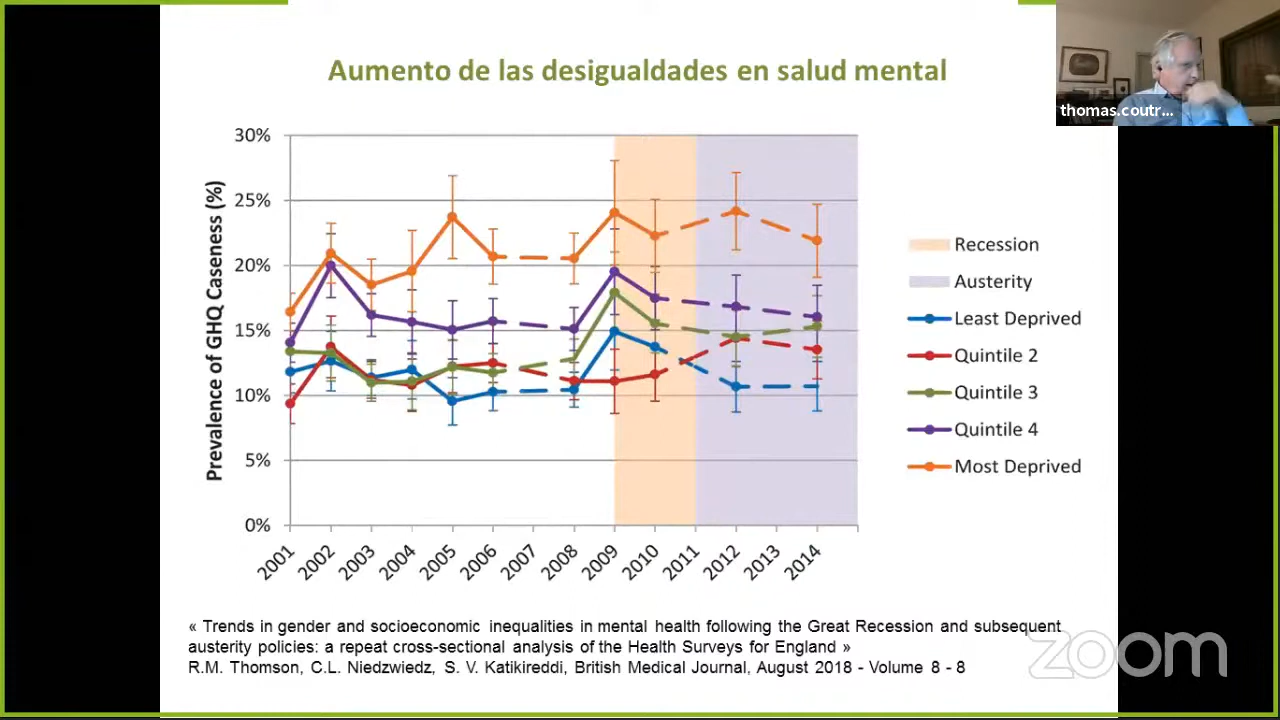 Aumento de las desigualdades en salud mental
thomas.coutr...
30%
25%
20%
15%
10%
5%
0%
Prevalence of GHQ Caseness (%)
2001
2002
2003
2004
2005
2006
2007
2008
2009
2010
2011
2012
2013
2014
Recession
Austerity
Least Deprived
Quintile 2
Quintile 3
Quintile 4
Most Deprived
« Trends in gender and socioeconomic inequalities in mental health following the Great Recession and subsequent
austerity policies: a repeat cross-sectional analysis of the Health Surveys for England »
R.M. Thomson, C.L. Niedzwiedz, S. V. Katikireddi, British Medical Journal, August 2018 - Volume 8 - 8
zoom